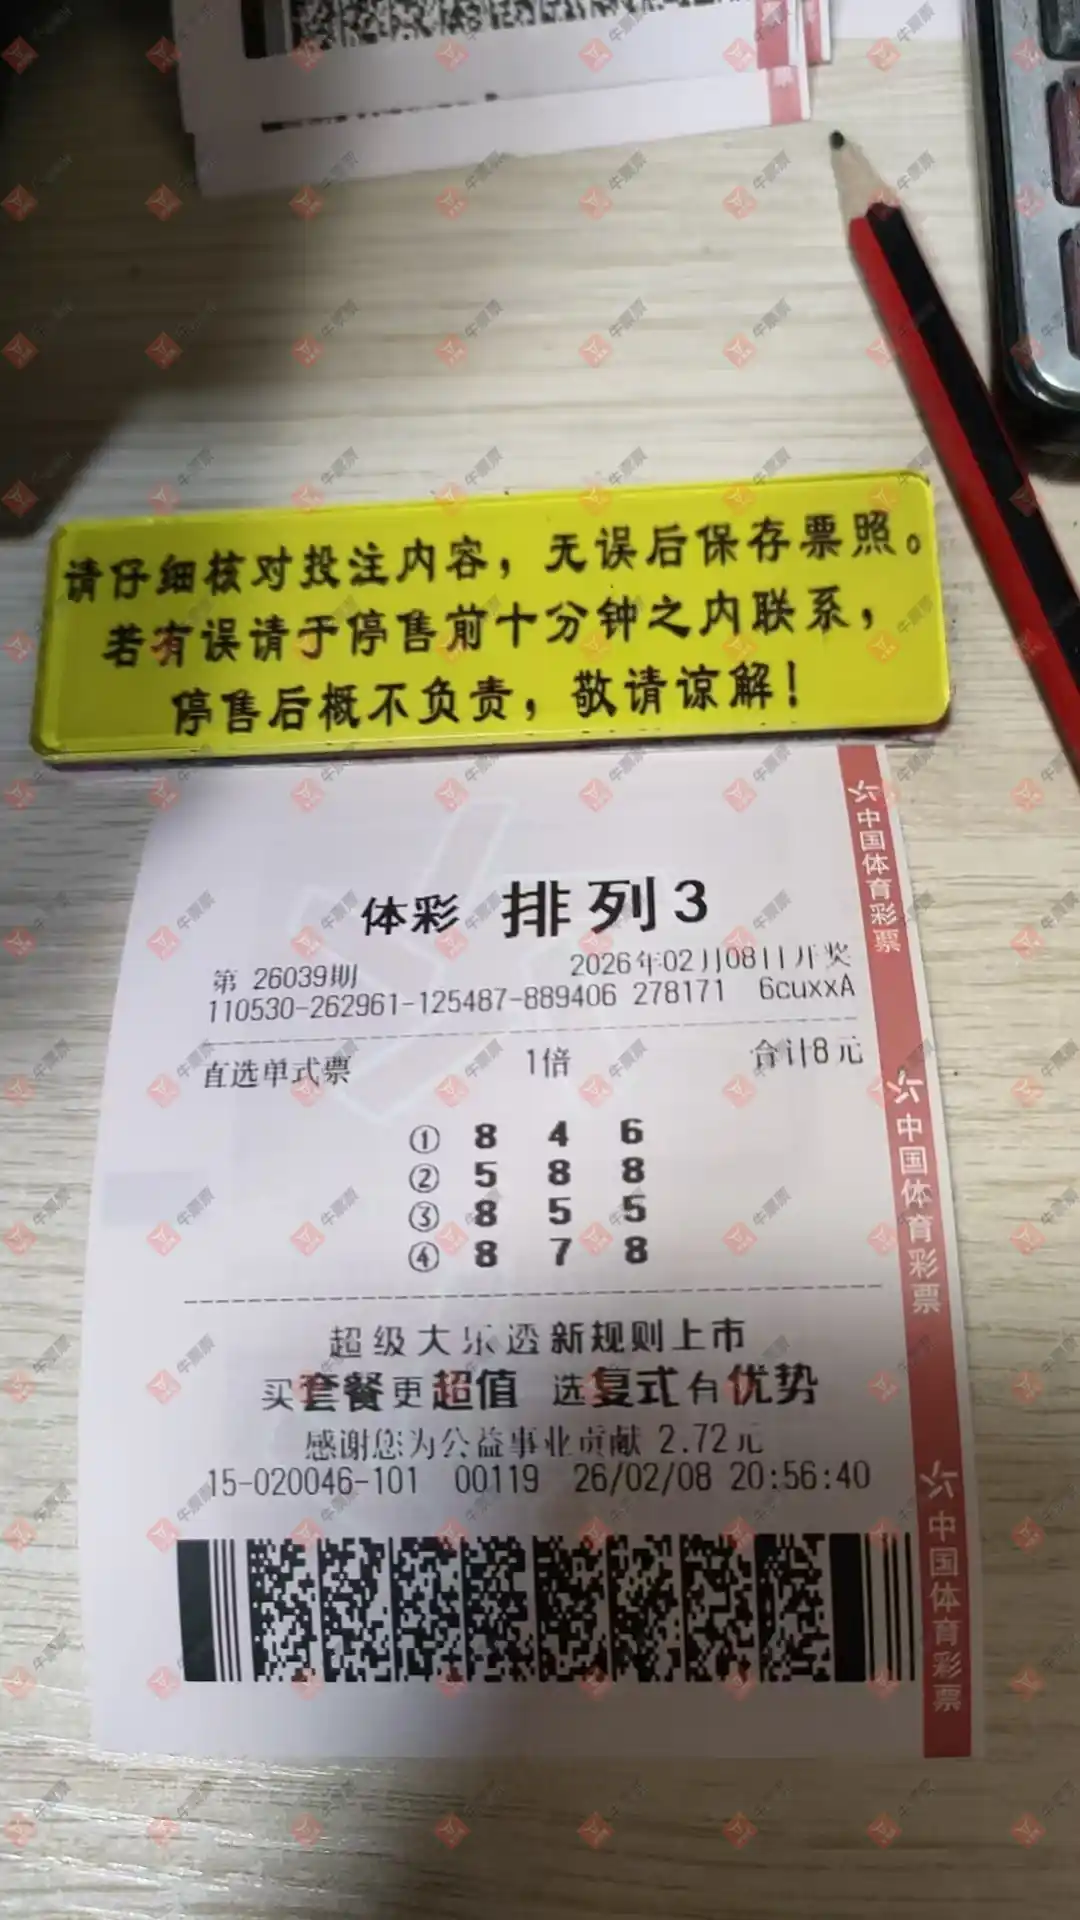 请仔细核对投注内容，无误后保存票照。
若有误请于停售前十分钟之内联系，
停售后概不负责，敬请谅解！
体彩 排列3
第 26039期 2026年02月08日开奖
110530-262961-125487-889406 278171 6cuxxA
直选单式票 1倍 合计8元
① 8 4 6
② 5 8 8
③ 8 5 5
④ 8 7 8
超级大乐透新规则上市
买套餐更超值 选复式有优势
感谢您为公益事业贡献 2.72元
15-020046-101 00119 26/02/08 20:56:40
中国体育彩票
中国体育彩票
中国体育彩票
牛票票